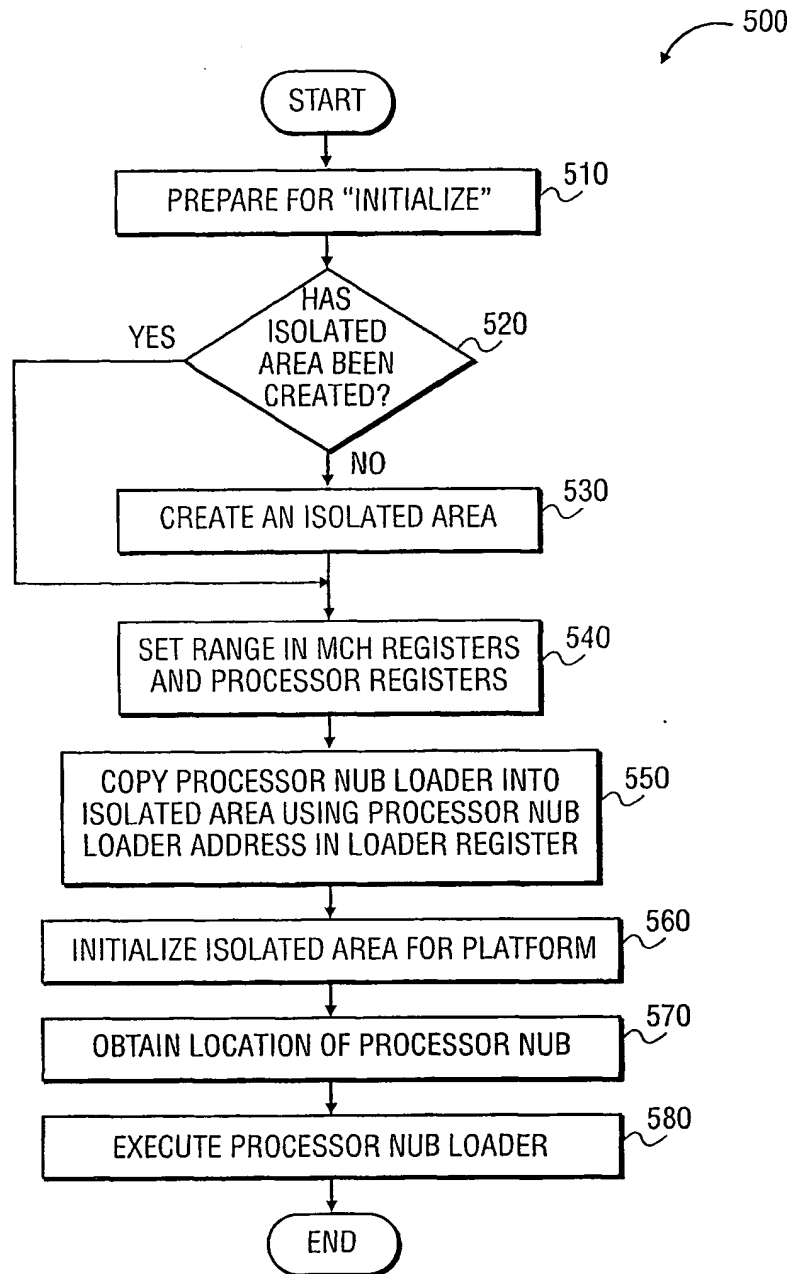 500
START
PREPARE FOR “INITIALIZE”
510
HAS
ISOLATED
AREA BEEN
CREATED?
520
YES
NO
CREATE AN ISOLATED AREA
530
SET RANGE IN MCH REGISTERS
AND PROCESSOR REGISTERS
540
COPY PROCESSOR NUB LOADER INTO
ISOLATED AREA USING PROCESSOR NUB
LOADER ADDRESS IN LOADER REGISTER
550
INITIALIZE ISOLATED AREA FOR PLATFORM
560
OBTAIN LOCATION OF PROCESSOR NUB
570
EXECUTE PROCESSOR NUB LOADER
580
END